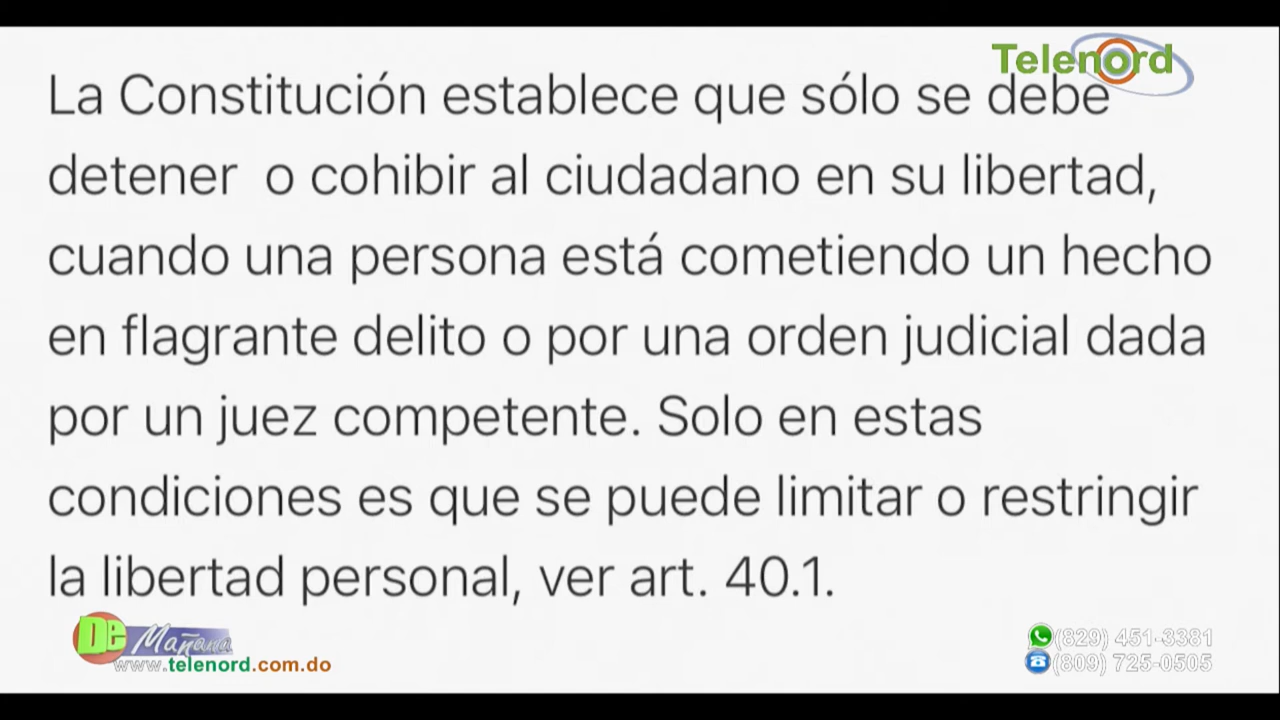 Telenord
La Constitución establece que sólo se debe
detener o cohibir al ciudadano en su libertad,
cuando una persona está cometiendo un hecho
en flagrante delito o por una orden judicial dada
por un juez competente. Solo en estas
condiciones es que se puede limitar o restringir
la libertad personal, ver art. 40.1.
De Mañana
www.telenord.com.do
(829) 451-3381
(809) 725-0505